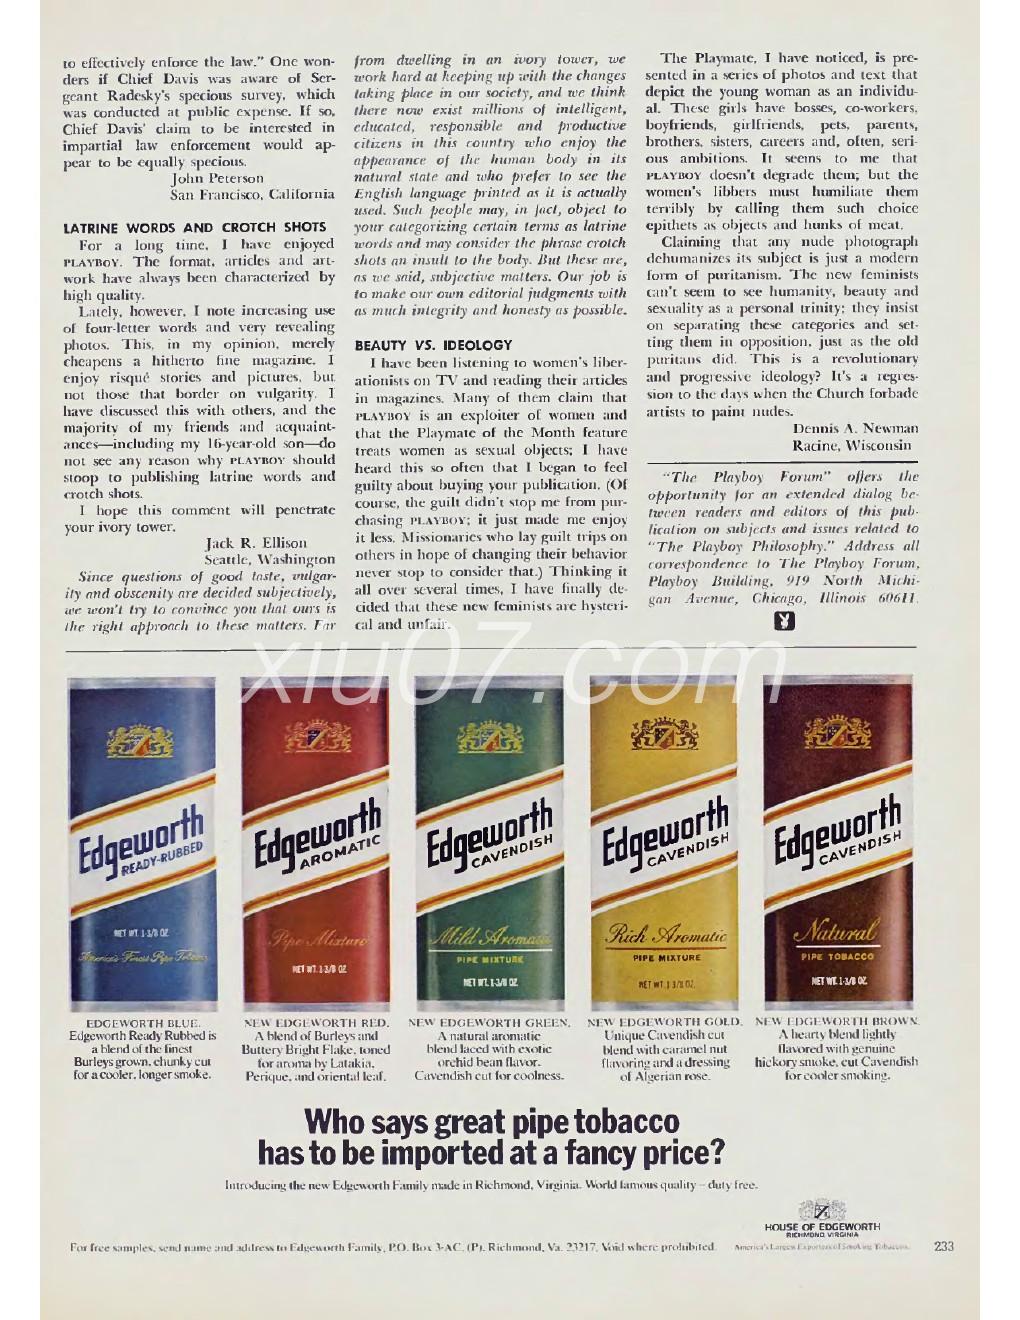 to effectively enforce the law." One won-
ders if Chief Davis was aware of Ser-
geant Radesky's specious survey, which
was conducted at public expense. If so,
Chief Davis' claim to be interested in
impartial law enforcement would ap-
pear to be equally specious.
John Peterson
San Francisco, California
LATRINE WORDS AND CROTCH SHOTS
For a long time, I have enjoyed
PLAYBOY. The format, articles and art-
work have always been characterized by
high quality.
Lately, however, I note increasing use
of four-letter words and very revealing
photos. This, in my opinion, merely
cheapens a hitherto fine magazine. I
enjoy risqué stories and pictures, but
not those that border on vulgarity. I
have discussed this with others, and the
majority of my friends and acquaint-
ances—including my 16-year-old son—do
not see any reason why PLAYBOY should
stoop to publishing latrine words and
crotch shots.
I hope this comment will penetrate
your ivory tower.
Jack R. Ellison
Seattle, Washington
Since questions of good taste, vulgar-
ity and obscenity are decided subjectively,
we won't try to convince you that ours is
the right approach to these matters. Far
from dwelling in an ivory tower, we
work hard at keeping up with the changes
taking place in our society, and we think
there now exist millions of intelligent,
educated, responsible and productive
citizens in this country who enjoy the
appearance of the human body in its
natural state and who prefer to see the
English language printed as it is actually
used. Such people may, in fact, object to
your categorizing certain terms as latrine
words and may consider the phrase crotch
shots an insult to the body. But these are,
as we said, subjective matters. Our job is
to make our own editorial judgments with
as much integrity and honesty as possible.
BEAUTY VS. IDEOLOGY
I have been listening to women's liber-
ationists on TV and reading their articles
in magazines. Many of them claim that
PLAYBOY is an exploiter of women and
that the Playmate of the Month feature
treats women as sexual objects; I have
heard this so often that I began to feel
guilty about buying your publication. (Of
course, the guilt didn't stop me from pur-
chasing PLAYBOY; it just made me enjoy
it less. Missionaries who lay guilt trips on
others in hope of changing their behavior
never stop to consider that.) Thinking it
all over several times, I have finally de-
cided that these new feminists are hysteri-
cal and unfair.
The Playmate, I have noticed, is pre-
sented in a series of photos and text that
depict the young woman as an individu-
al. These girls have bosses, co-workers,
boyfriends, girlfriends, pets, parents,
brothers, sisters, careers and, often, seri-
ous ambitions. It seems to me that
PLAYBOY doesn't degrade them; but the
women's libbers must humiliate them
terribly by calling them such choice
epithets as objects and hunks of meat.
Claiming that any nude photograph
dehumanizes its subject is just a modern
form of puritanism. The new feminists
can't seem to see humanity, beauty and
sexuality as a personal trinity; they insist
on separating these categories and set-
ting them in opposition, just as the old
puritans did. This is a revolutionary
and progressive ideology? It's a regres-
sion to the days when the Church forbade
artists to paint nudes.
Dennis A. Newman
Racine, Wisconsin
"The Playboy Forum" offers the
opportunity for an extended dialog be-
tween readers and editors of this pub-
lication on subjects and issues related to
"The Playboy Philosophy." Address all
correspondence to The Playboy Forum,
Playboy Building, 919 North Michi-
gan Avenue, Chicago, Illinois 60611.
xiu07.com
Edgeworth
READY-RUBBED
NET WT. 1-3/8 OZ.
America's Finest Pipe Tobacco
Edgeworth
AROMATIC
Pipe Mixture
NET WT. 1-3/8 OZ.
Edgeworth
CAVENDISH
Mild Aromatic
PIPE MIXTURE
NET WT. 1-3/8 OZ.
Edgeworth
CAVENDISH
Rich Aromatic
PIPE MIXTURE
NET WT. 1 3/8 OZ.
Edgeworth
CAVENDISH
Natural
PIPE TOBACCO
NET WT. 1-3/8 OZ.
EDGEWORTH BLUE.
Edgeworth Ready Rubbed is
a blend of the finest
Burleys grown, chunky cut
for a cooler, longer smoke.
NEW EDGEWORTH RED.
A blend of Burleys and
Buttery Bright Flake, toned
for aroma by Latakia,
Perique, and oriental leaf.
NEW EDGEWORTH GREEN.
A natural aromatic
blend laced with exotic
orchid bean flavor.
Cavendish cut for coolness.
NEW EDGEWORTH GOLD.
Unique Cavendish cut
blend with caramel nut
flavoring and a dressing
of Algerian rose.
NEW EDGEWORTH BROWN.
A hearty blend lightly
flavored with genuine
hickory smoke, cut Cavendish
for cooler smoking.
Who says great pipe tobacco
has to be imported at a fancy price?
Introducing the new Edgeworth Family made in Richmond, Virginia. World famous quality – duty free.
HOUSE OF EDGEWORTH
RICHMOND, VIRGINIA
For free samples, send name and address to Edgeworth Family, P.O. Box 3-AC, (P), Richmond, Va. 23217. Void where prohibited.
America's Largest Exporters of Smoking Tobaccos.
233